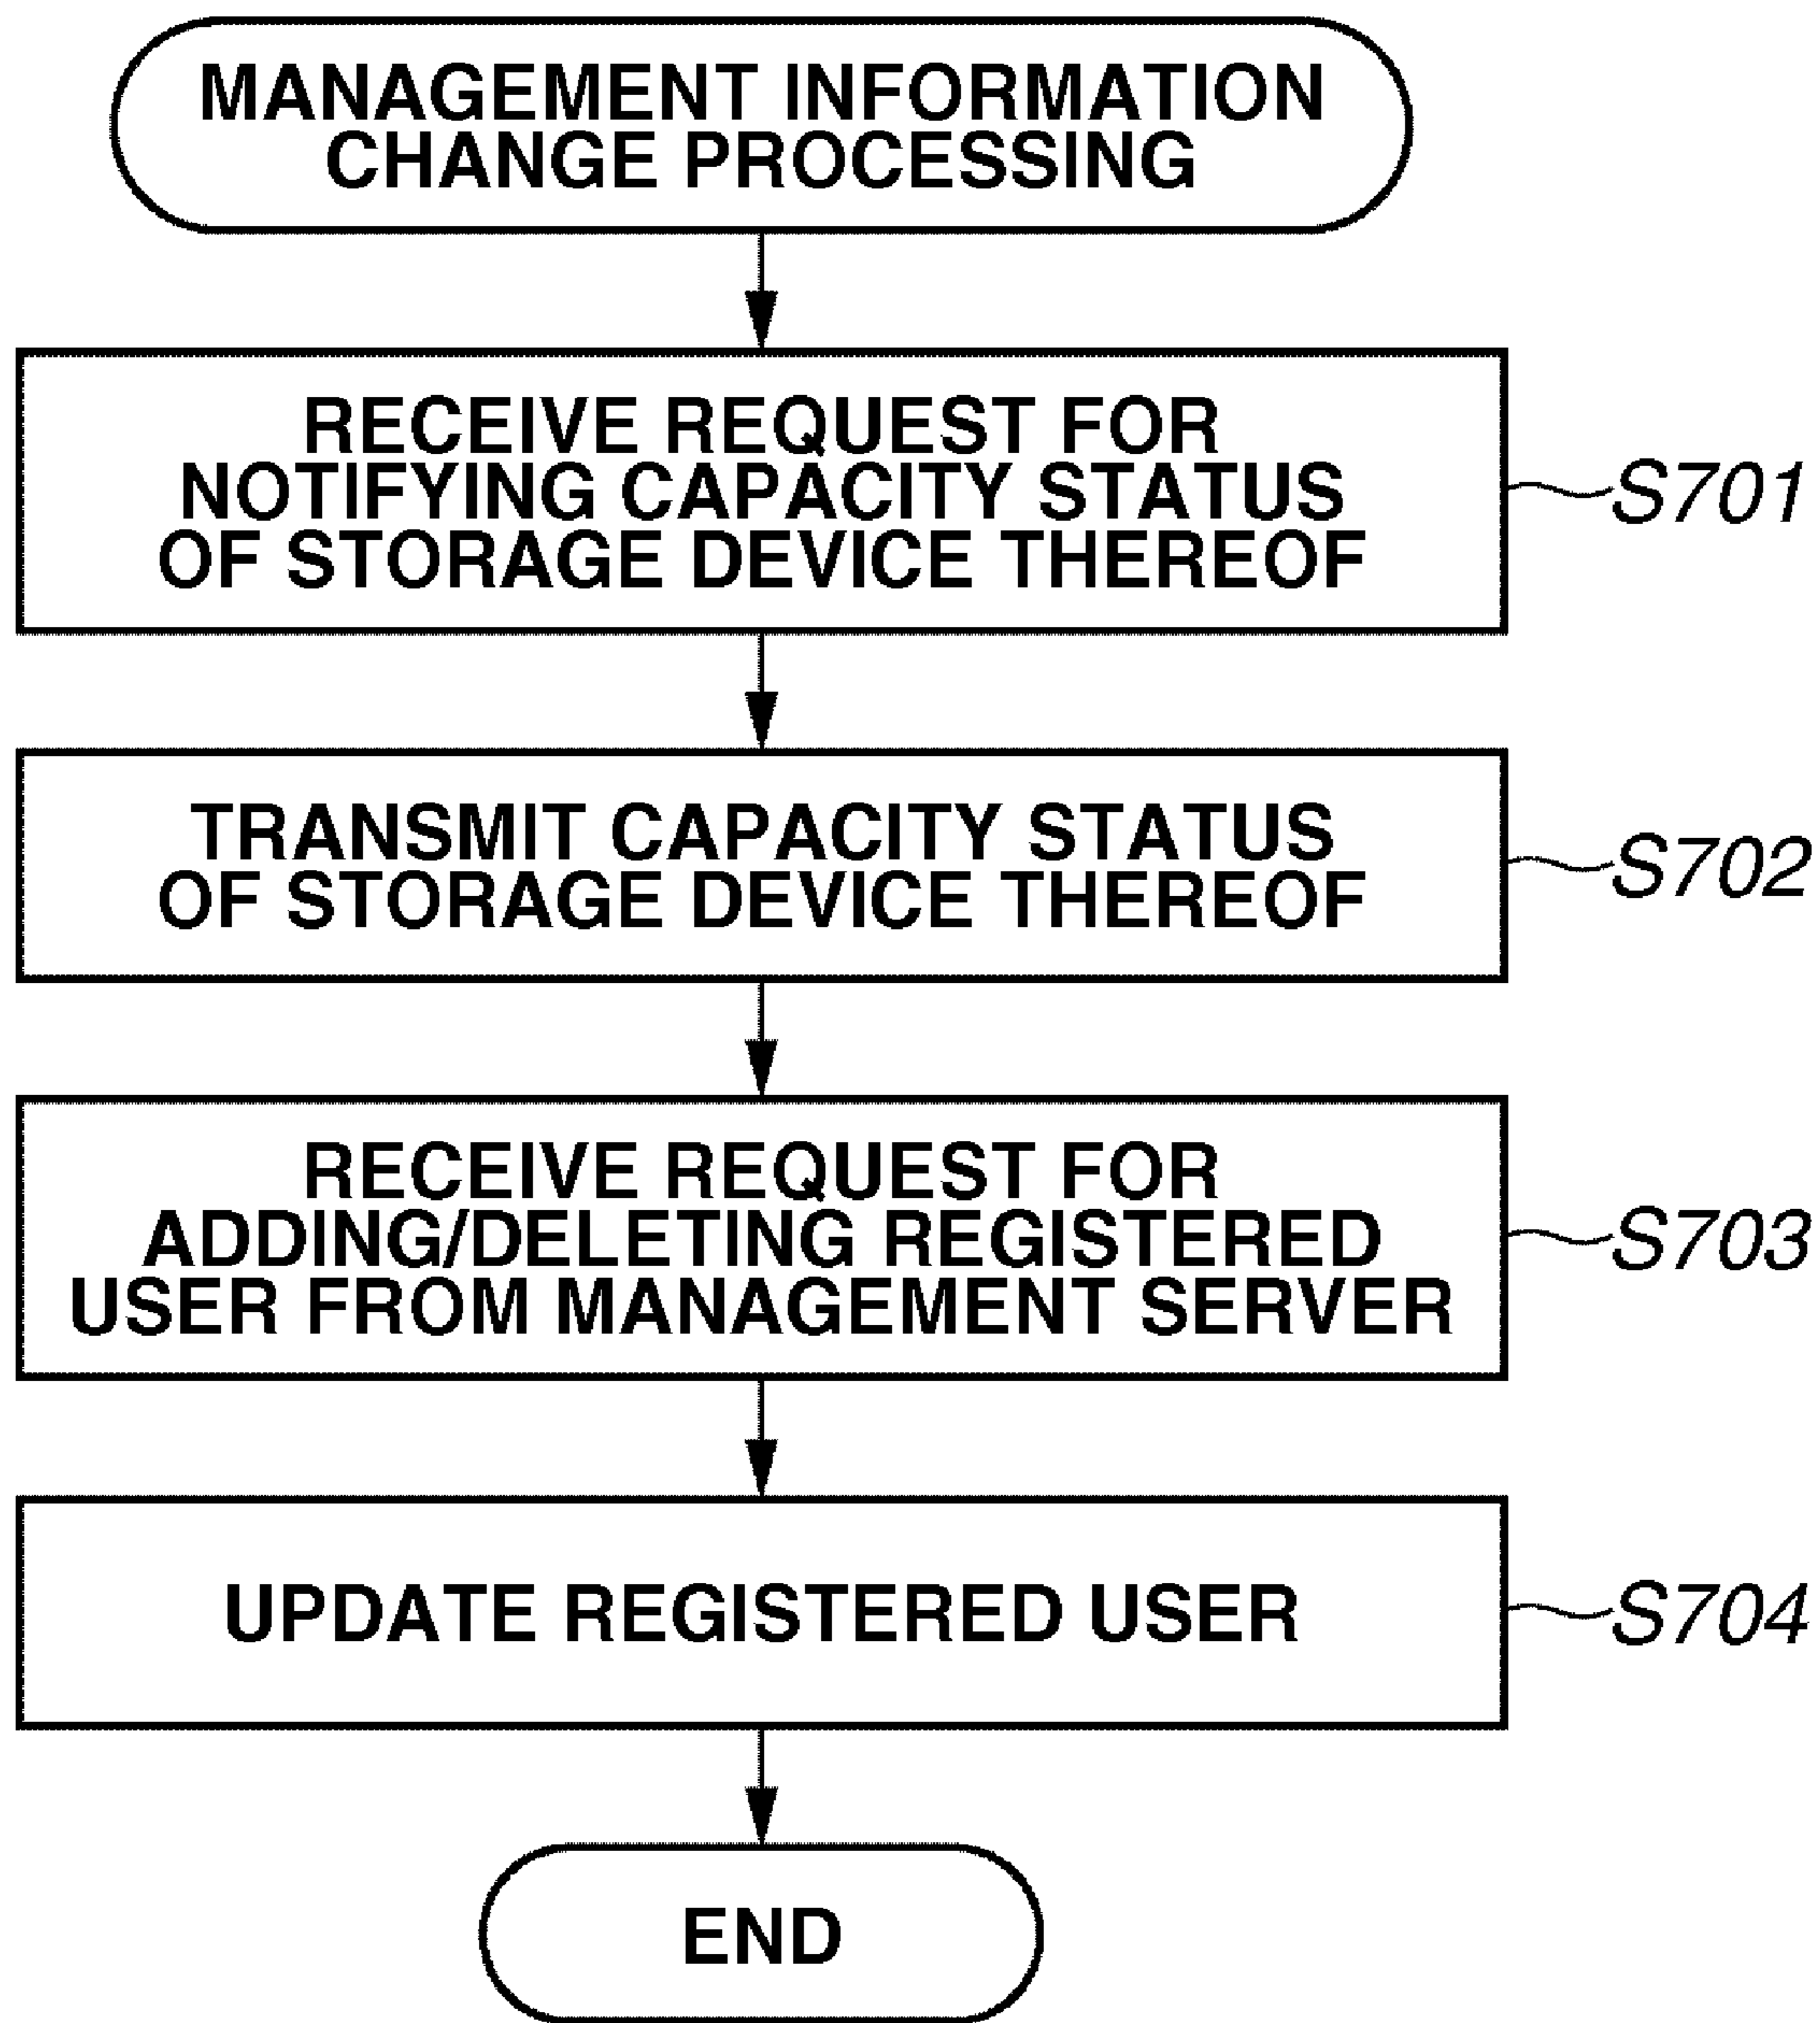 MANAGEMENT INFORMATION
CHANGE PROCESSING
RECEIVE REQUEST FOR
NOTIFYING CAPACITY STATUS
OF STORAGE DEVICE THEREOF
S701
TRANSMIT CAPACITY STATUS
OF STORAGE DEVICE THEREOF
S702
RECEIVE REQUEST FOR
ADDING/DELETING REGISTERED
USER FROM MANAGEMENT SERVER
S703
UPDATE REGISTERED USER
S704
END